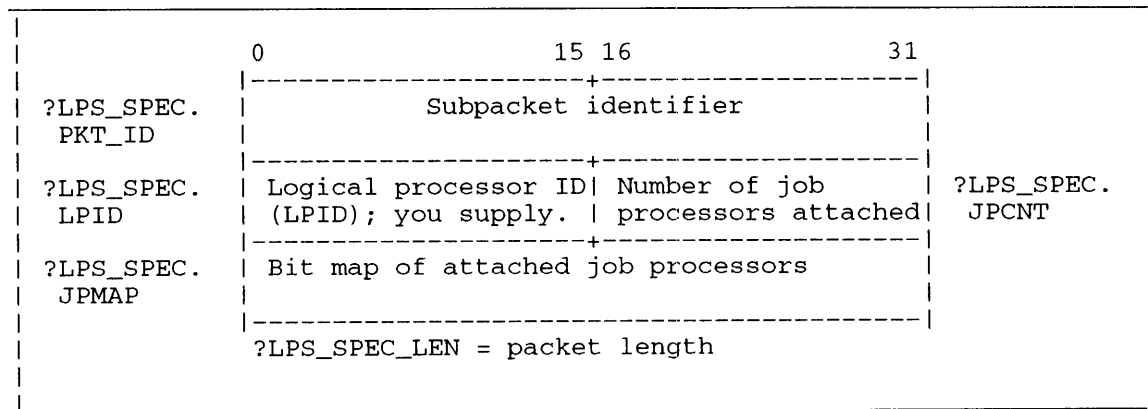 0 15 16 31
?LPS_SPEC. Subpacket identifier
PKT_ID
?LPS_SPEC. Logical processor ID| Number of job ?LPS_SPEC.
LPID (LPID); you supply. | processors attached JPCNT
?LPS_SPEC. Bit map of attached job processors
JPMAP
?LPS_SPEC_LEN = packet length